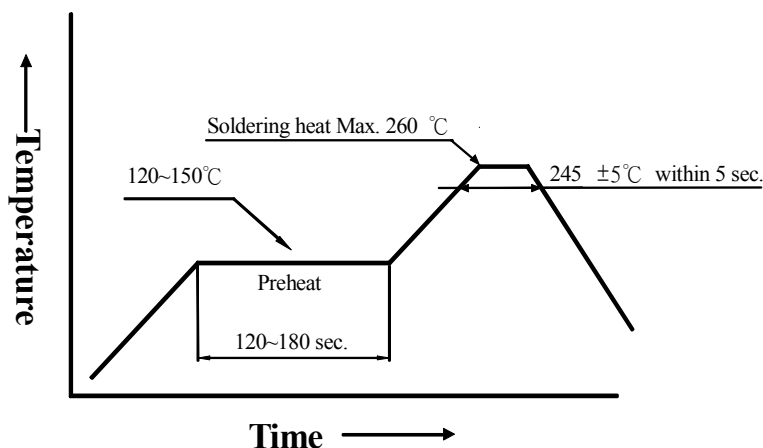 Temperature
Soldering heat Max. 260 ℃
120~150℃
245 ±5℃ within 5 sec.
Preheat
120~180 sec.
Time